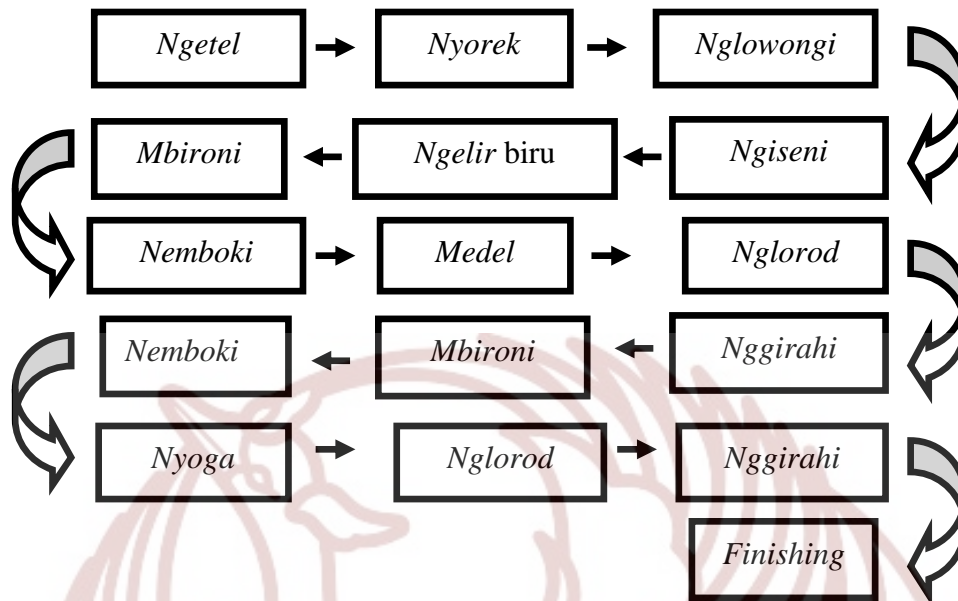 Ngetel Nyorek Nglowongi
Mbironi Ngelir biru Ngiseni
Nemboki Medel Nglorod
Nemboki Mbironi Nggirahi
Nyoga Nglorod Nggirahi
Finishing